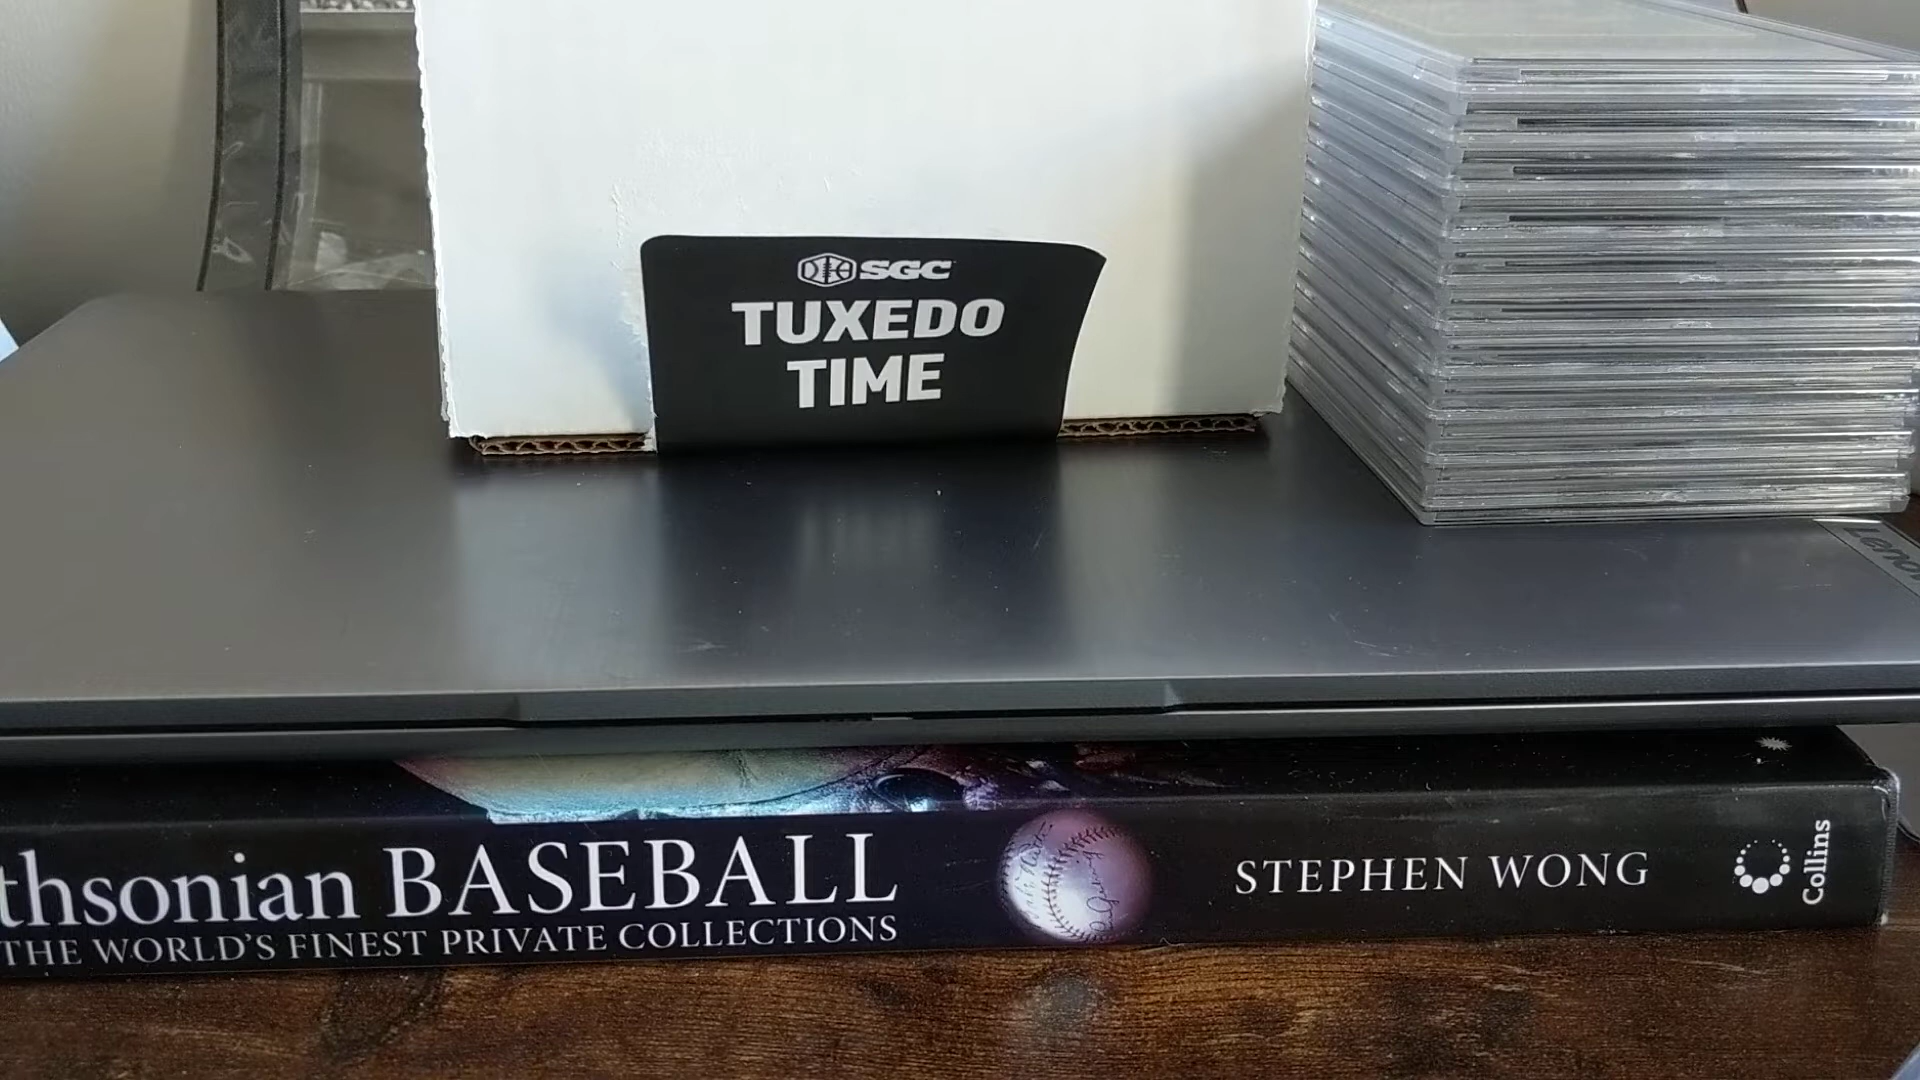 SGC
TUXEDO
TIME
thsonian BASEBALL
THE WORLD'S FINEST PRIVATE COLLECTIONS
STEPHEN WONG
Collins